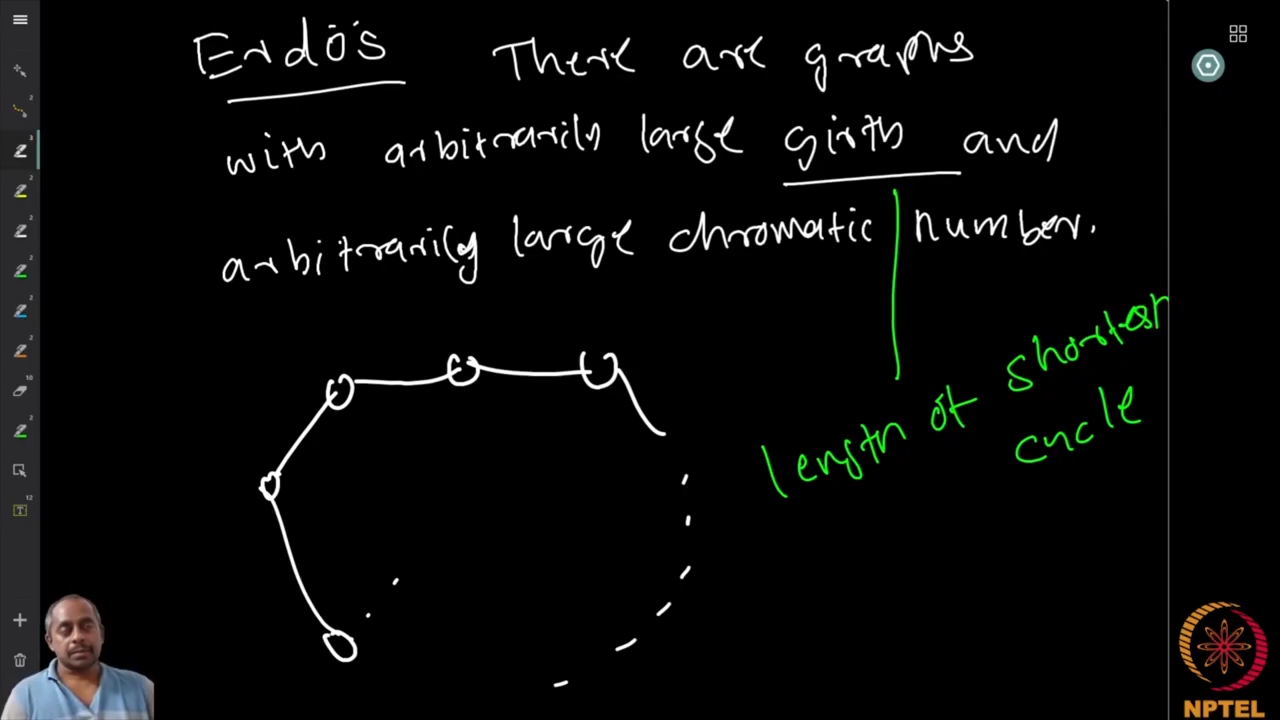 Erdös There are graphs
with arbitrarily large girth and
arbitrarily large chromatic number.
length of shortest
cycle
NPTEL